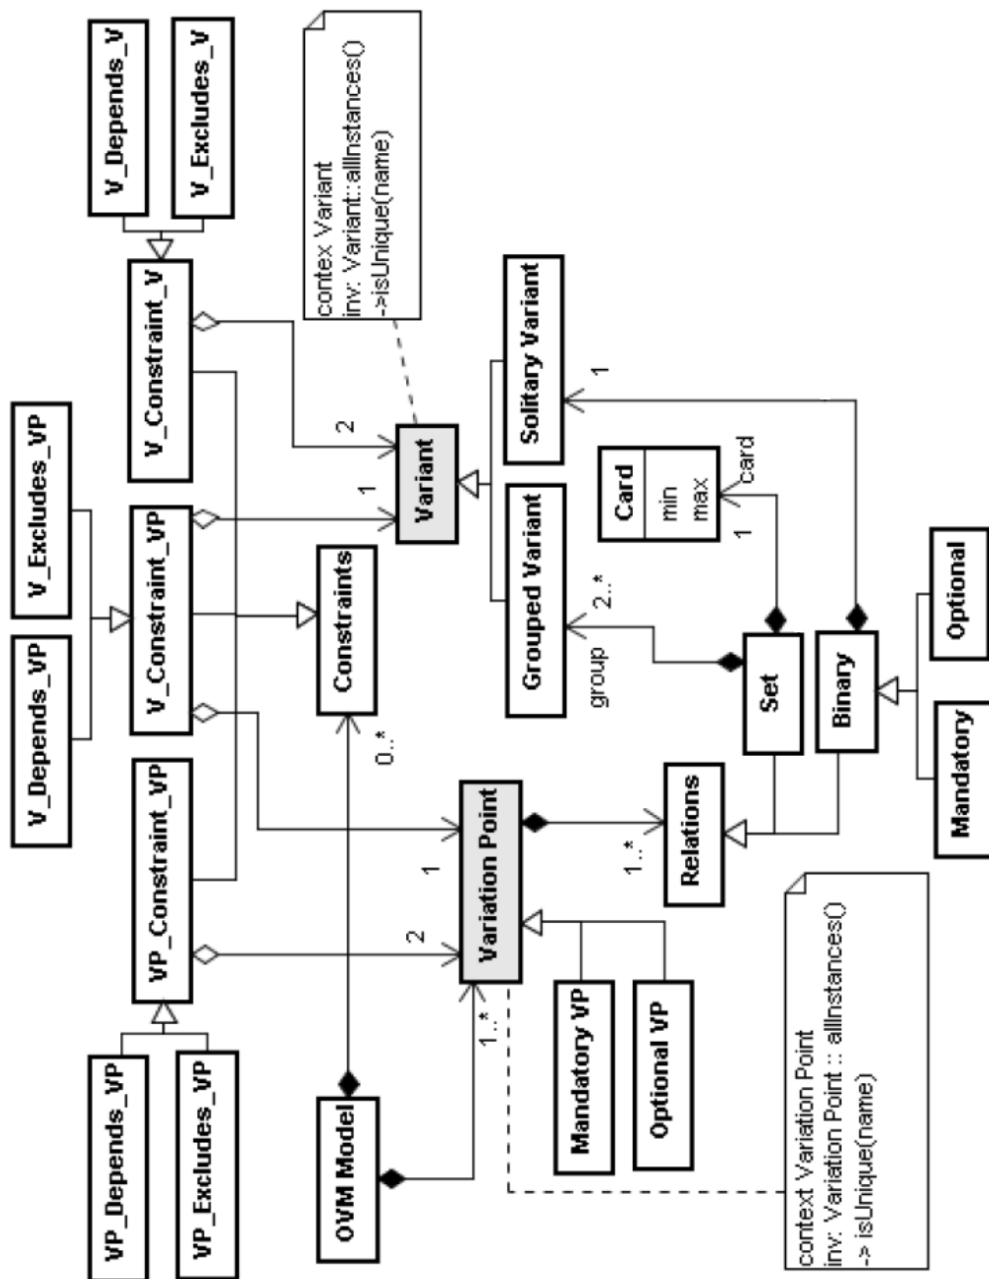 V_Depends_VP
V_Excludes_VP
VP_Depends_VP
VP_Excludes_VP
VP_Constraint_VP
V_Constraint_VP
V_Constraint_V
V_Depends_V
V_Excludes_V
OVM Model
0..*
Constraints
1..*
2
1
1
2
contex Variant
inv: Variant::allInstances()
->isUnique(name)
Variation Point
Variant
Mandatory VP
Optional VP
1..*
Relations
group
2..*
Grouped Variant
Solitary Variant
1
Card
min
max
1
card
Set
Binary
Mandatory
Optional
context Variation Point
inv: Variation Point :: allInstances()
-> isUnique(name)